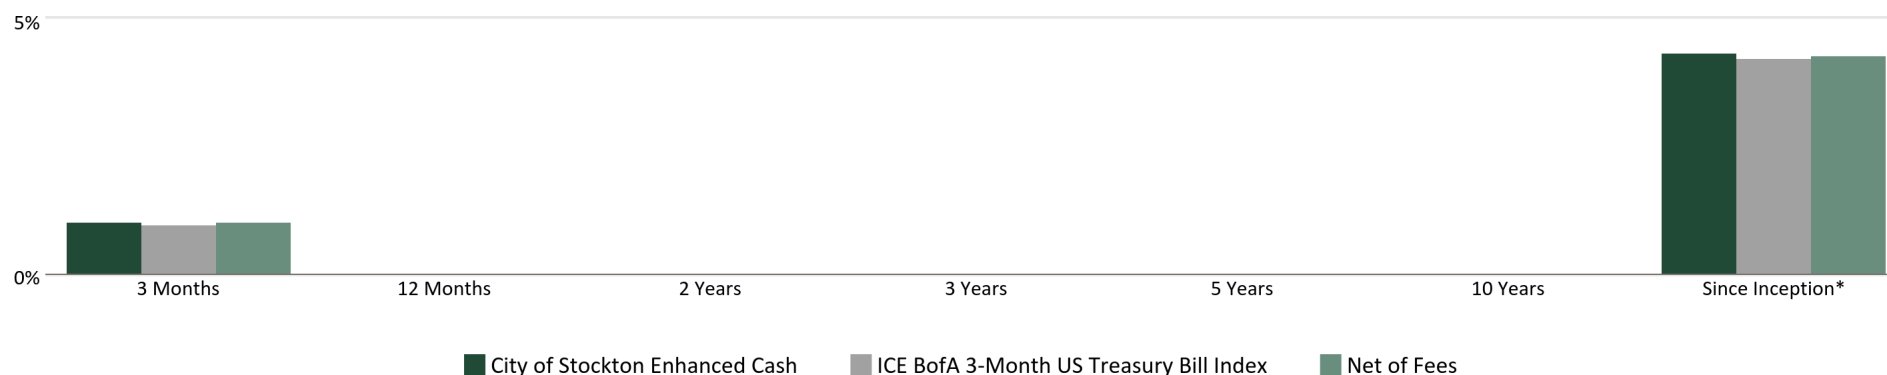 5%
0%
3 Months 12 Months 2 Years 3 Years 5 Years 10 Years Since Inception*
City of Stockton Enhanced Cash ICE BofA 3-Month US Treasury Bill Index Net of Fees